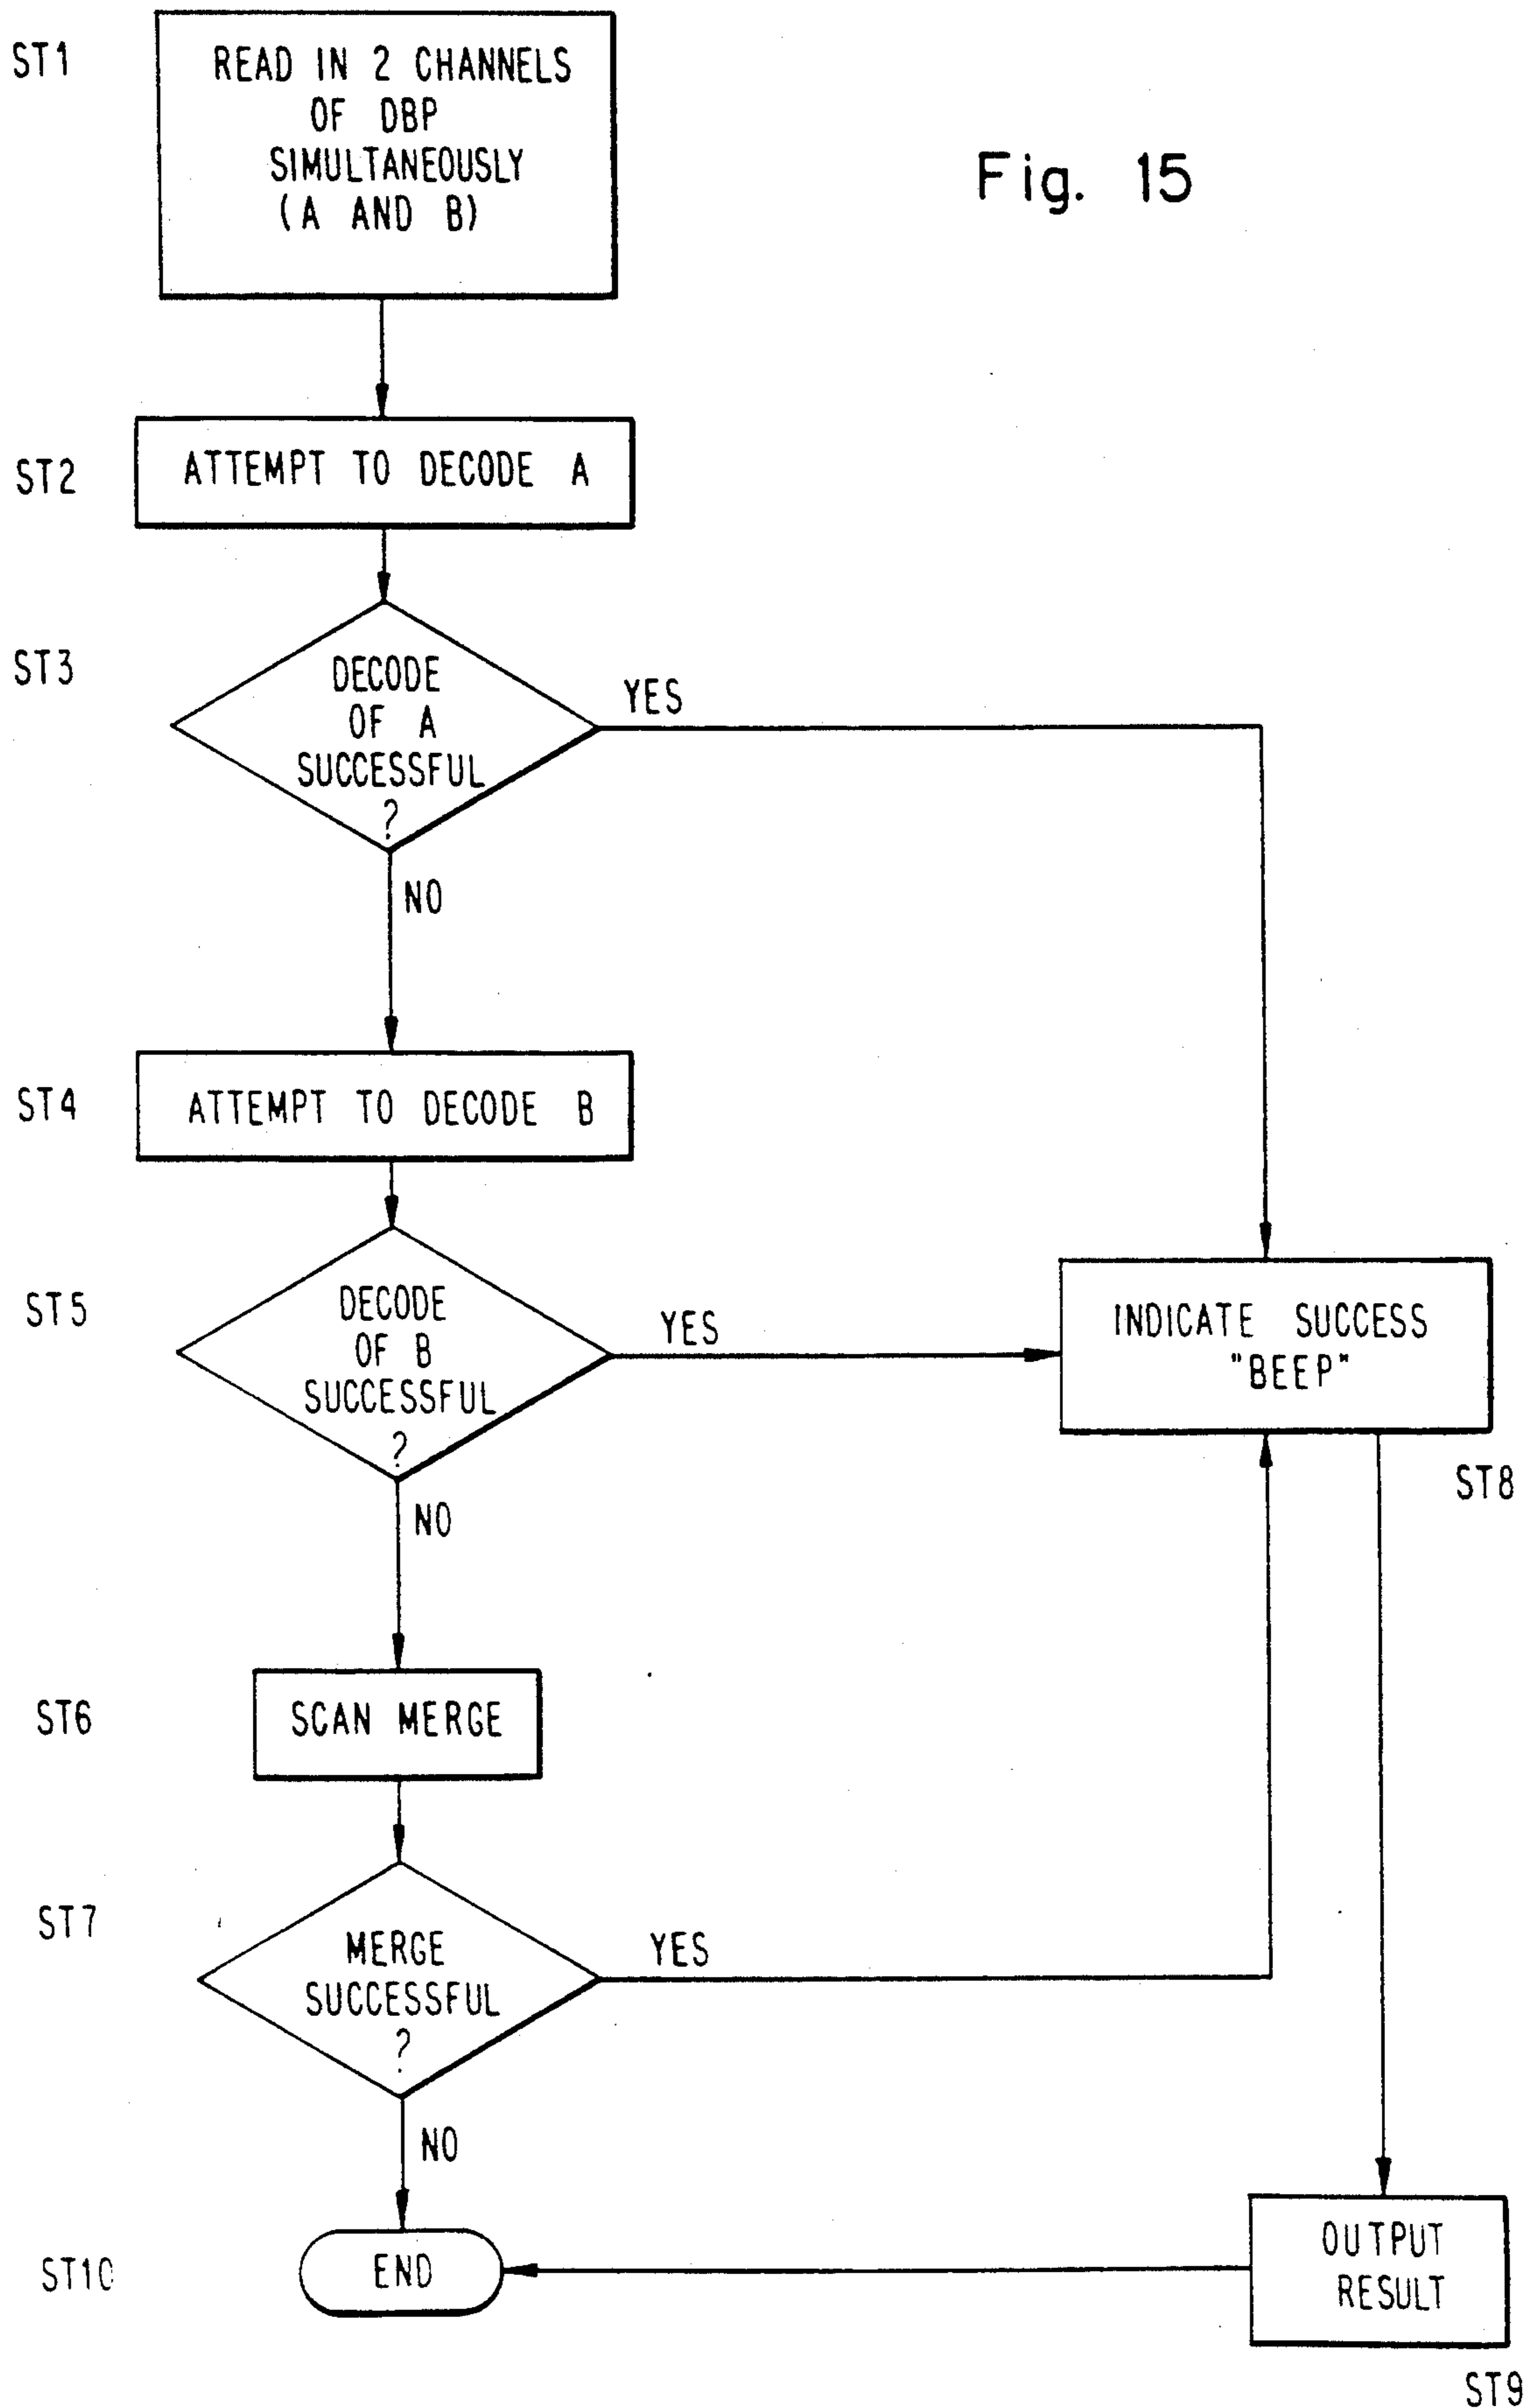 ST1
READ IN 2 CHANNELS
OF DBP
SIMULTANEOUSLY
(A AND B)
Fig. 15
ST2
ATTEMPT TO DECODE A
ST3
DECODE
OF A
SUCCESSFUL
?
YES
NO
ST4
ATTEMPT TO DECODE B
ST5
DECODE
OF B
SUCCESSFUL
?
YES
NO
INDICATE SUCCESS
"BEEP"
ST8
ST6
SCAN MERGE
ST7
MERGE
SUCCESSFUL
?
YES
NO
ST10
END
OUTPUT
RESULT
ST9